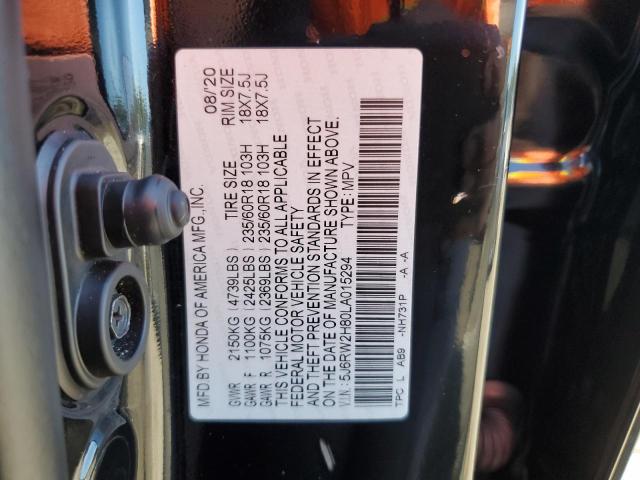 MFD BY HONDA OF AMERICA MFG., INC. 08/'20
GVWR 2150KG (4739LBS) TIRE SIZE RIM SIZE
GAWR F 1100KG (2425LBS) 235/60R18 103H 18X7.5J
GAWR R 1075KG (2369LBS) 235/60R18 103H 18X7.5J
THIS VEHICLE CONFORMS TO ALL APPLICABLE
FEDERAL MOTOR VEHICLE SAFETY
AND THEFT PREVENTION STANDARDS IN EFFECT
ON THE DATE OF MANUFACTURE SHOWN ABOVE.
V.I.N.: 5J6RW2H80LA015294 TYPE: MPV
TPC L AB9 -NH731P -A -A